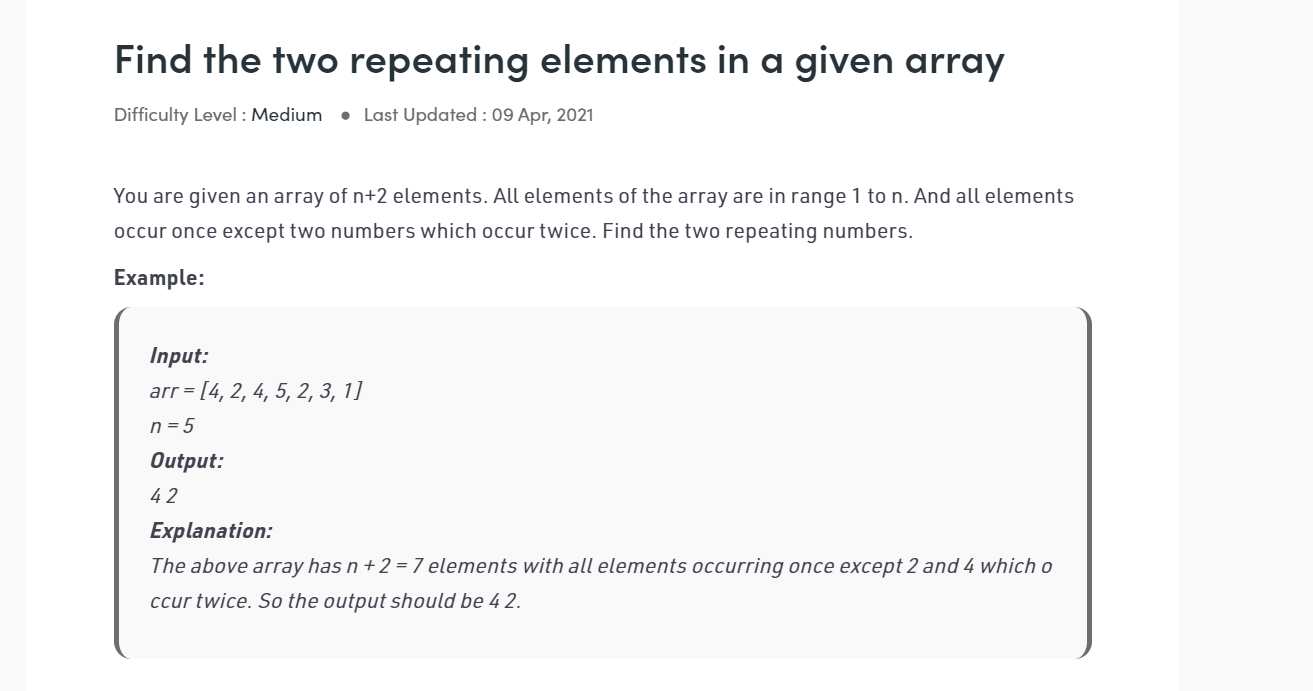 Find the two repeating elements in a given array
Difficulty Level : Medium ● Last Updated : 09 Apr, 2021
You are given an array of n+2 elements. All elements of the array are in range 1 to n. And all elements
occur once except two numbers which occur twice. Find the two repeating numbers.
Example:
Input:
arr = [4, 2, 4, 5, 2, 3, 1]
n = 5
Output:
4 2
Explanation:
The above array has n + 2 = 7 elements with all elements occurring once except 2 and 4 which o
ccur twice. So the output should be 4 2.